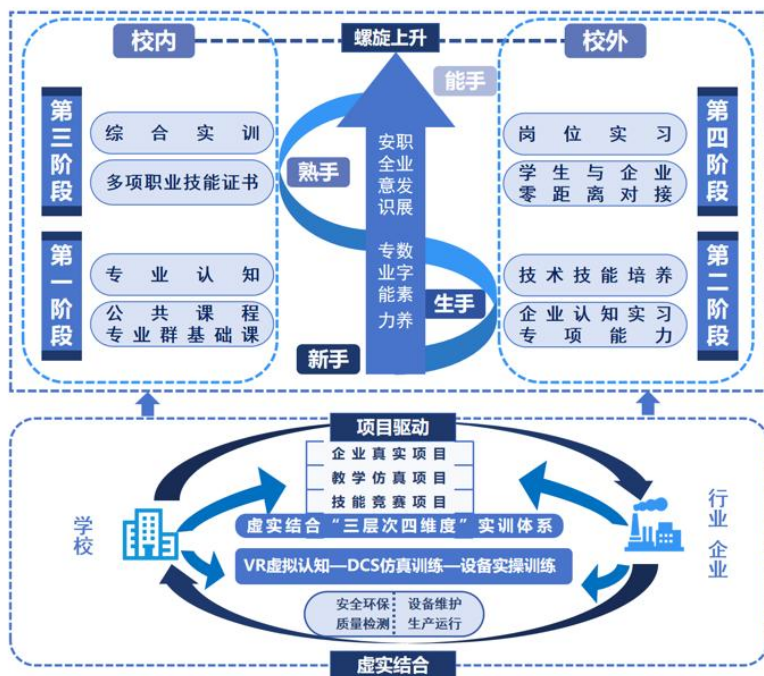 校内
螺旋上升
校外
能手
第三阶段
综合实训
多项职业技能证书
熟手
安全意识
职业发展
岗位实习
学生与企业
零距离对接
第四阶段
第一阶段
专业认知
公共课程
专业群基础课
专业能力
数字素养
生手
新手
技术技能培养
企业认知实习
专项能力
第二阶段
项目驱动
企业真实项目
教学仿真项目
技能竞赛项目
学校
行业 企业
虚实结合“三层次四维度”实训体系
VR虚拟认知—DCS仿真训练—设备实操训练
安全环保 设备维护
质量检测 生产运行
虚实结合